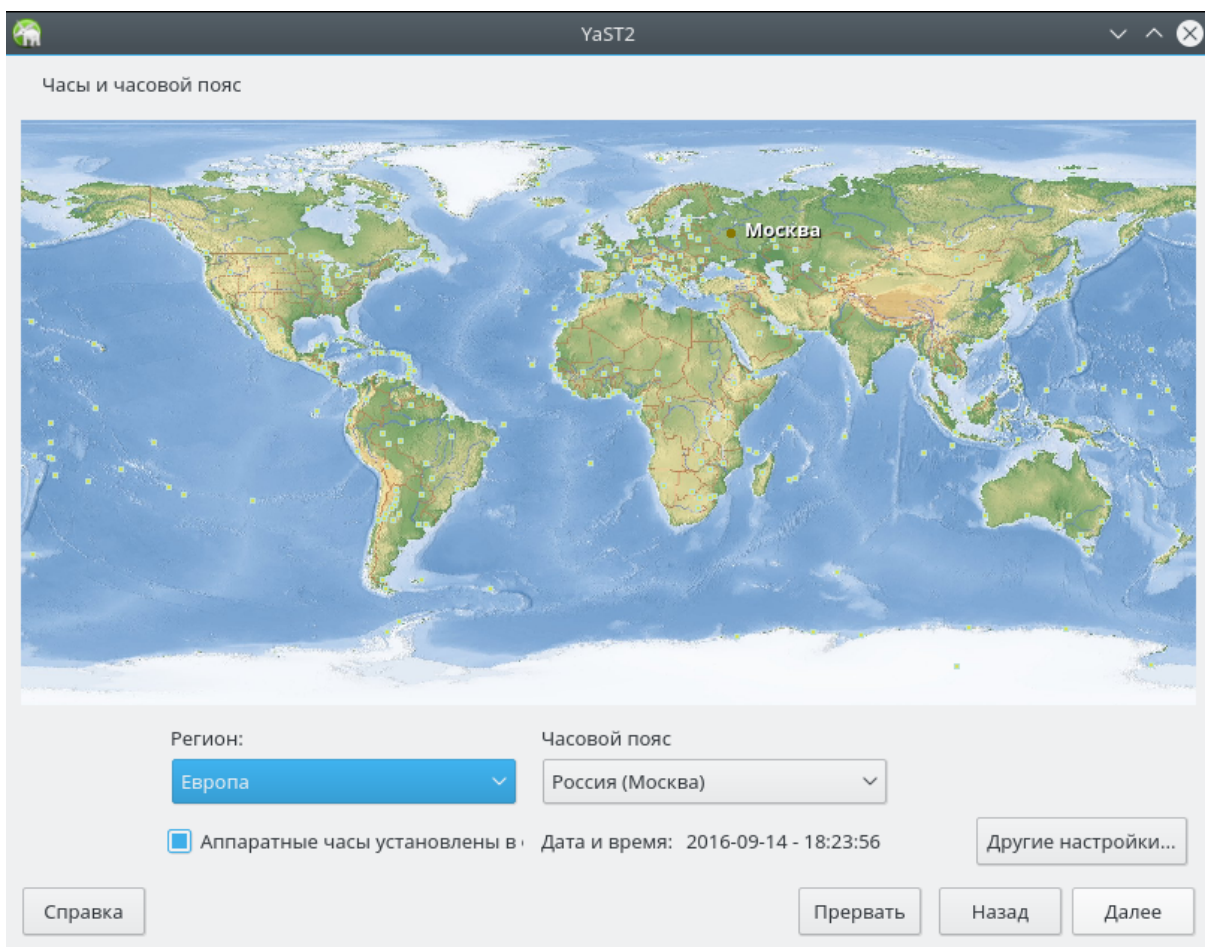 YaST2
Часы и часовой пояс
Москва
Регион:
Часовой пояс
Европа
Россия (Москва)
Аппаратные часы установлены в
Дата и время: 2016-09-14 - 18:23:56
Другие настройки...
Справка
Прервать
Назад
Далее